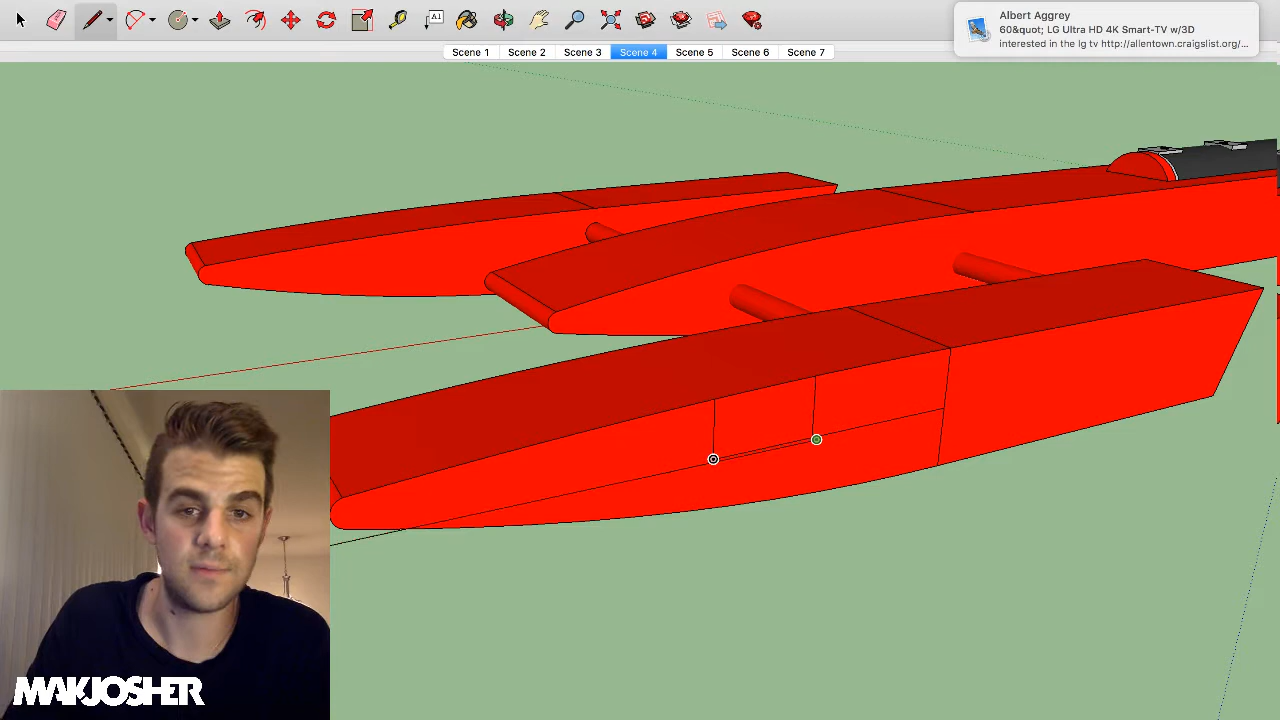 Albert Aggrey
60&quot; LG Ultra HD 4K Smart-TV w/3D
interested in the lg tv http://allentown.craigslist.org/...
Scene 1
Scene 2
Scene 3
Scene 4
Scene 5
Scene 6
Scene 7
A1
MAKJOSHER